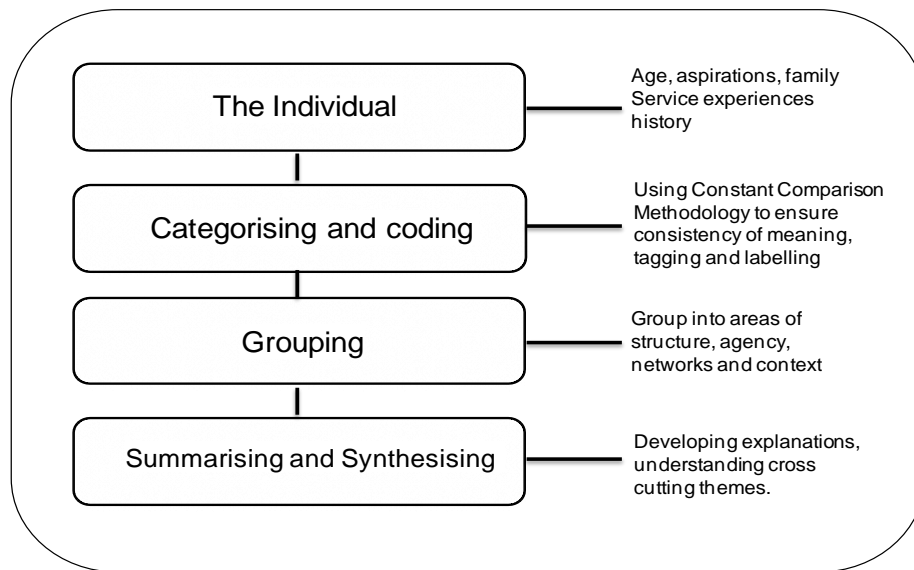 The Individual
Age, aspirations, family
Service experiences
history
Categorising and coding
Using Constant Comparison
Methodology to ensure
consistency of meaning,
tagging and labelling
Grouping
Group into areas of
structure, agency,
networks and context
Summarising and Synthesising
Developing explanations,
understanding cross
cutting themes.